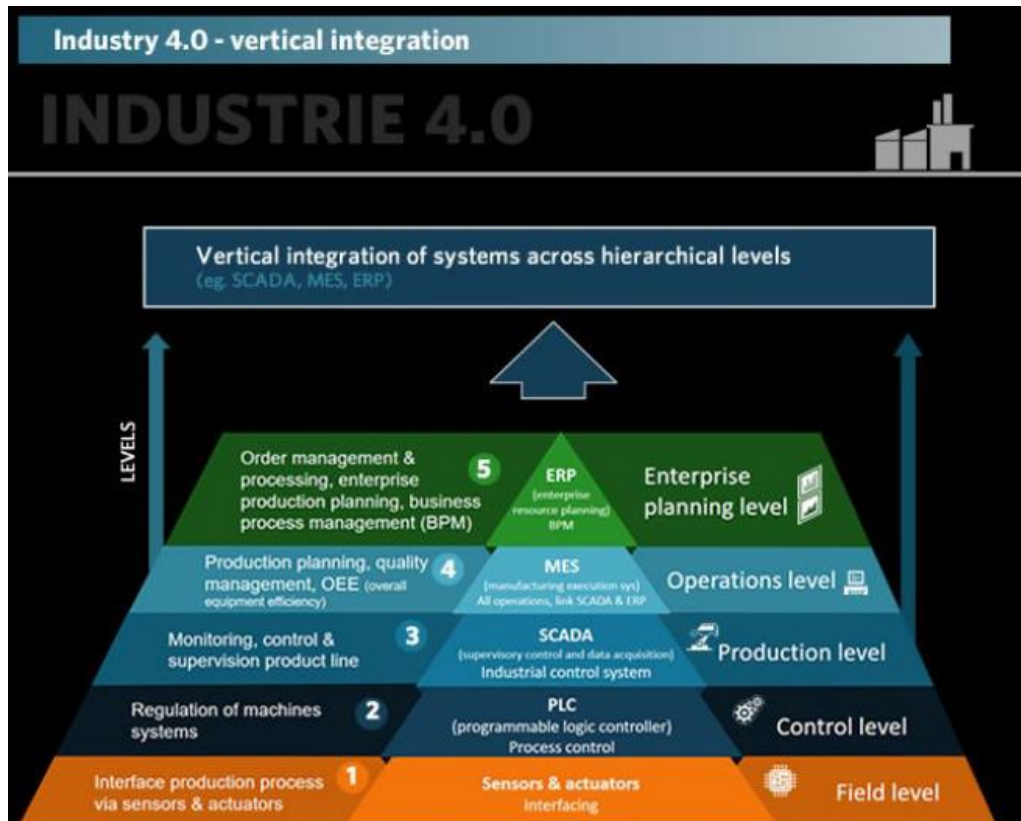 Industry 4.0 - vertical integration
INDUSTRIE 4.0
Vertical integration of systems across hierarchical levels
(eg. SCADA, MES, ERP)
LEVELS
Order management &
processing, enterprise
production planning, business
process management (BPM)
5
ERP
(enterprise
resource planning)
BPM
Enterprise
planning level
Production planning, quality
management, OEE (overall
equipment efficiency)
4
MES
(manufacturing execution sys)
All operations, link SCADA & ERP
Operations level
Monitoring, control &
supervision product line
3
SCADA
(supervisory control and data acquisition)
Industrial control system
Production level
Regulation of machines
systems
2
PLC
(programmable logic controller)
Process control
Control level
Interface production process
via sensors & actuators
1
Sensors & actuators
Interfacing
Field level